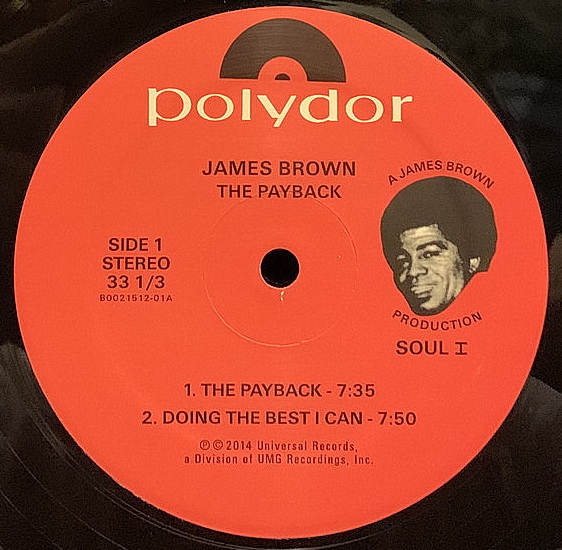 polydor
JAMES BROWN
THE PAYBACK
A JAMES BROWN
PRODUCTION
SOUL I
SIDE 1
STEREO
33 1/3
B0021512-01A
1. THE PAYBACK - 7:35
2. DOING THE BEST I CAN - 7:50
℗ © 2014 Universal Records,
a Division of UMG Recordings, Inc.